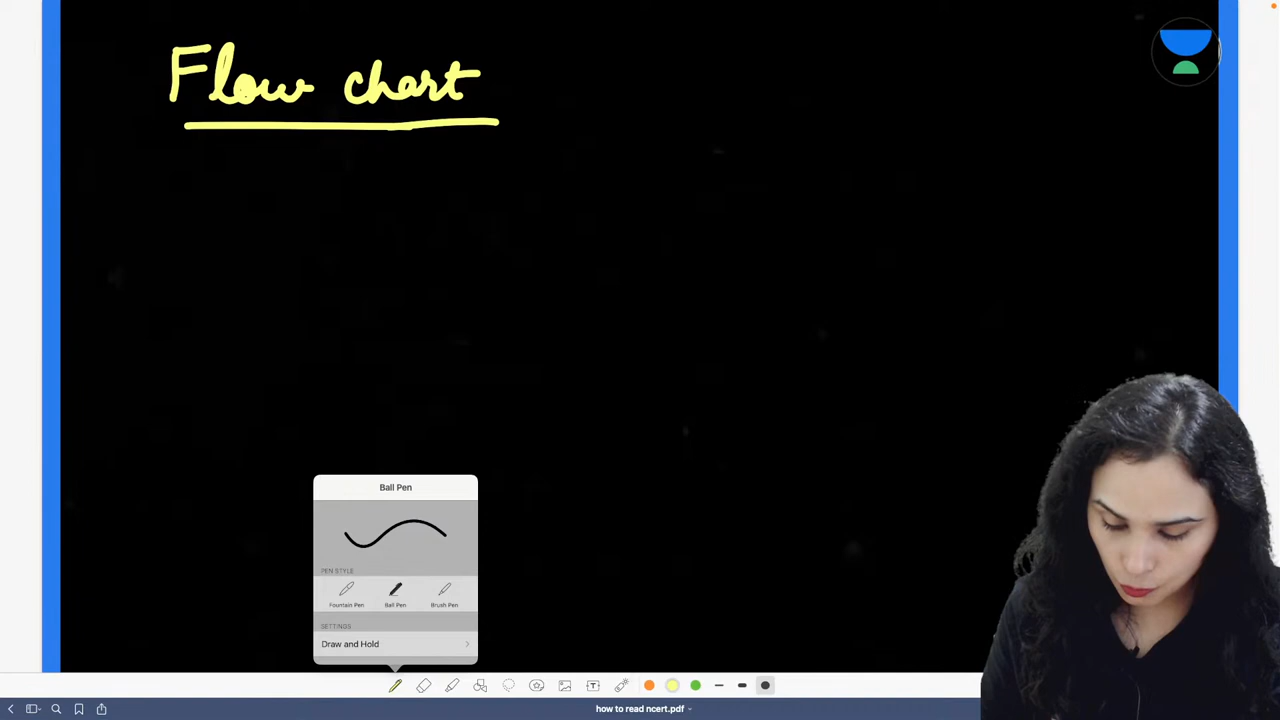 Flow chart
Ball Pen
PEN STYLE
Fountain Pen Ball Pen Brush Pen
SETTINGS
Draw and Hold
T
how to read ncert.pdf